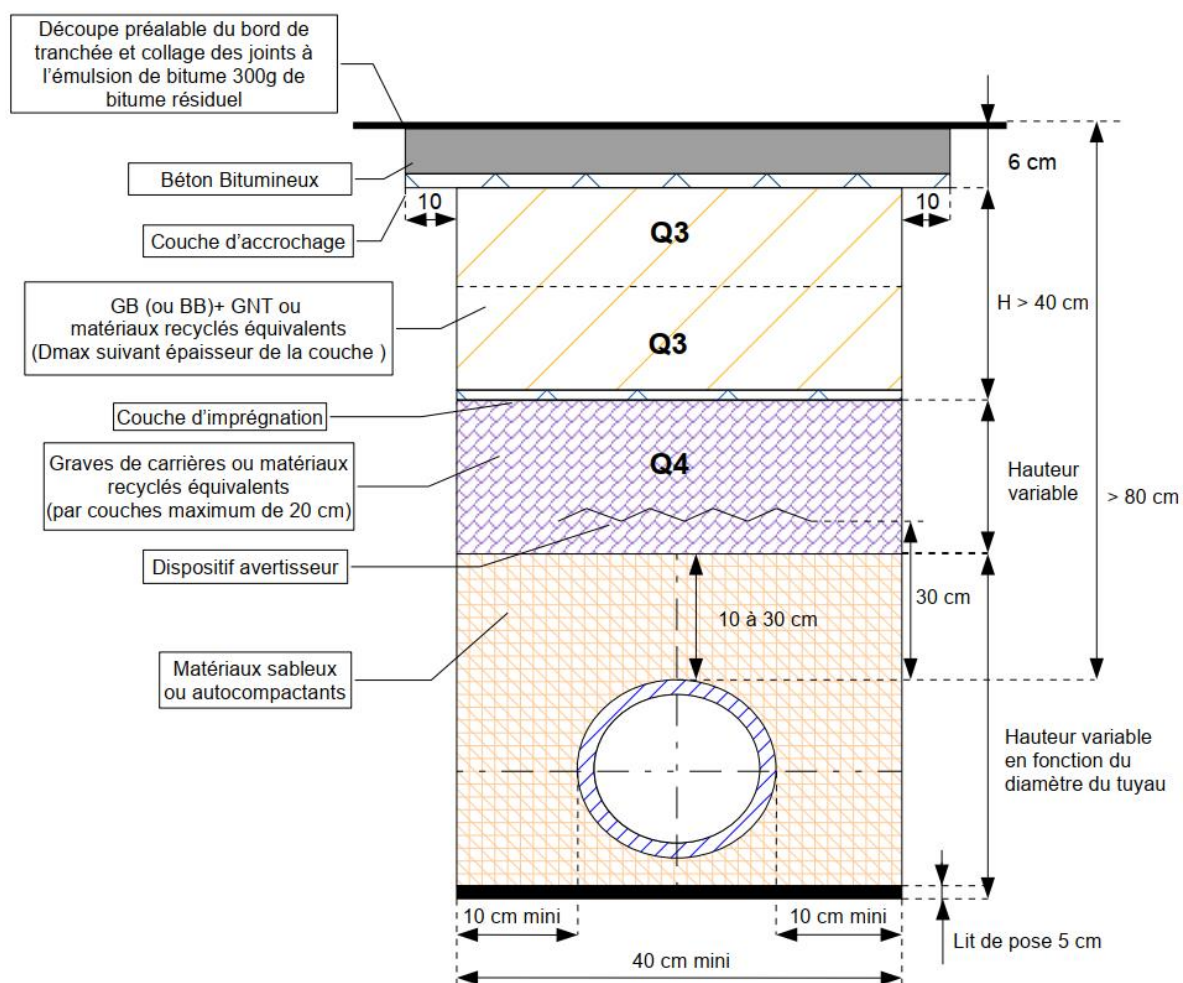 Découpe préalable du bord de
tranchée et collage des joints à
l'émulsion de bitume 300g de
bitume résiduel
6 cm
Béton Bitumineux
10
10
Couche d'accrochage
Q3
GB (ou BB)+ GNT ou
matériaux recyclés équivalents
(Dmax suivant épaisseur de la couche )
H > 40 cm
Q3
Couche d'imprégnation
Graves de carrières ou matériaux
recyclés équivalents
(par couches maximum de 20 cm)
Q4
Hauteur
variable
> 80 cm
Dispositif avertisseur
30 cm
10 à 30 cm
Matériaux sableux
ou autocompactants
Hauteur variable
en fonction du
diamètre du tuyau
10 cm mini
10 cm mini
Lit de pose 5 cm
40 cm mini